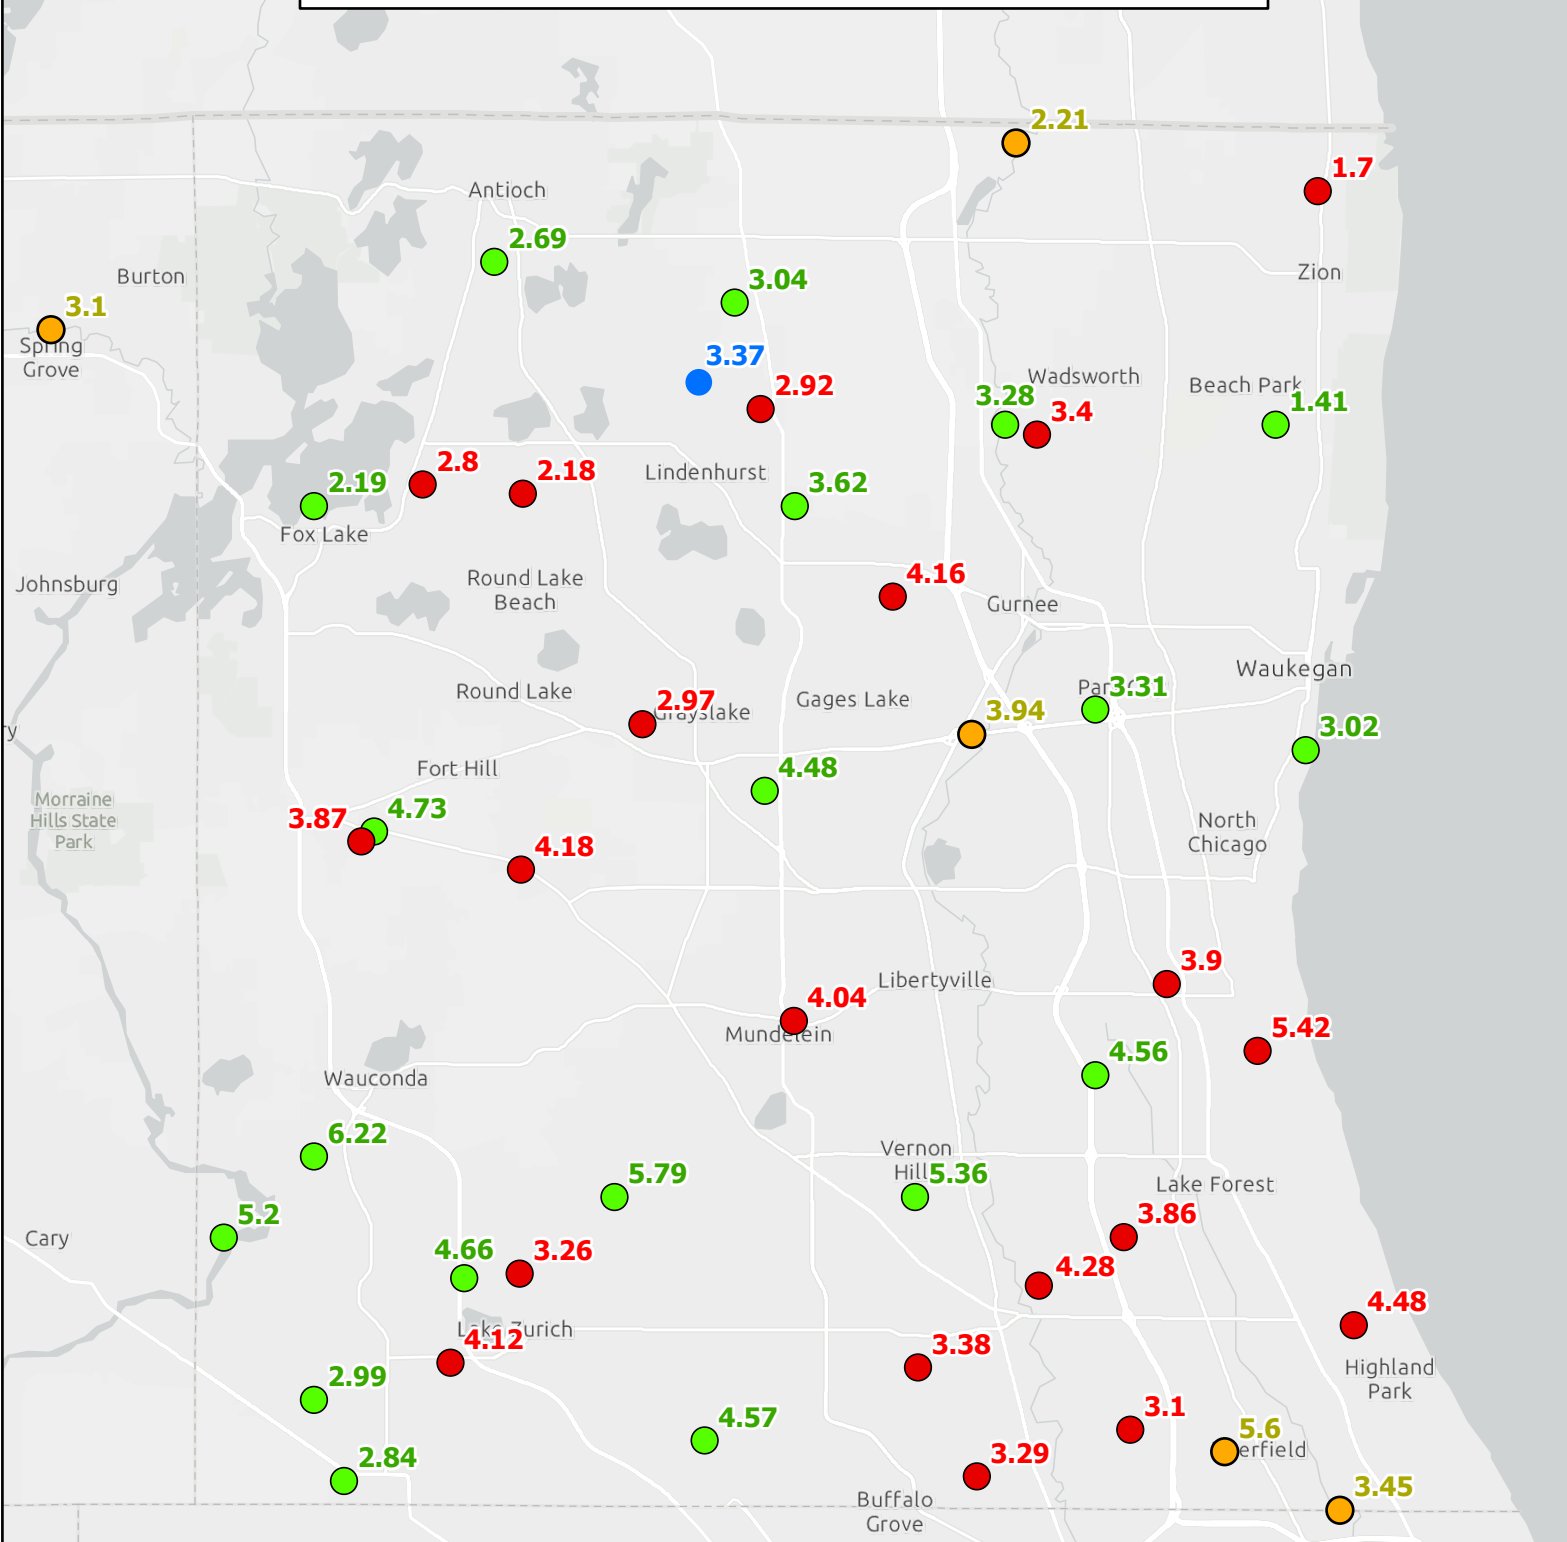 2.21
1.7
Antioch
2.69
Zion
Burton
3.04
3.1
Spring
Grove
3.37
2.92
Wadsworth
Beach Park
3.28
3.4
1.41
2.8
2.18
Lindenhurst
2.19
3.62
Fox Lake
4.16
Johnsburg
Round Lake
Beach
Gurnee
Waukegan
Round Lake
2.97
Grayslake
Gages Lake
3.94
3.31
3.02
ry
Fort Hill
4.48
Morraine
Hills State
Park
3.87
4.73
4.18
North
Chicago
3.9
Libertyville
4.04
Mundelein
5.42
4.56
Wauconda
6.22
Vernon
5.79
5.36
Lake Forest
5.2
3.86
Cary
4.66
3.26
4.28
4.48
Lake Zurich
4.12
3.38
Highland
Park
2.99
3.1
4.57
5.6
erfield
2.84
3.29
3.45
Buffalo
Grove